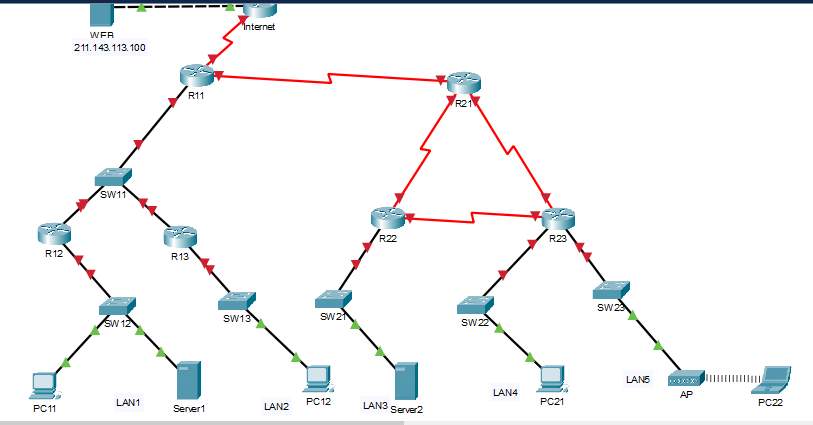 WEB
211.143.113.100
Internet
R11
R21
SW11
R12
R13
R22
R23
SW12
SW13
SW21
SW22
SW23
PC11
LAN1
Server1
LAN2
PC12
LAN3
Server2
LAN4
PC21
LAN5
AP
PC22